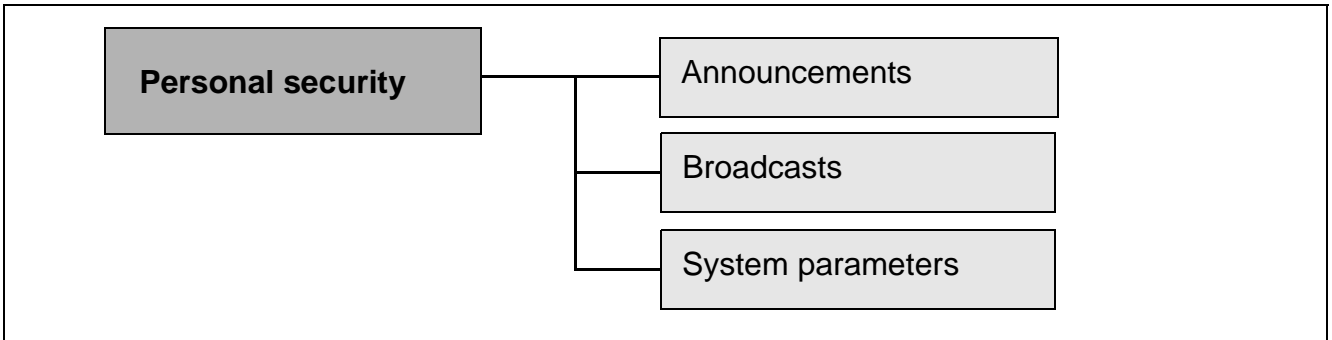 Personal security
Announcements
Broadcasts
System parameters